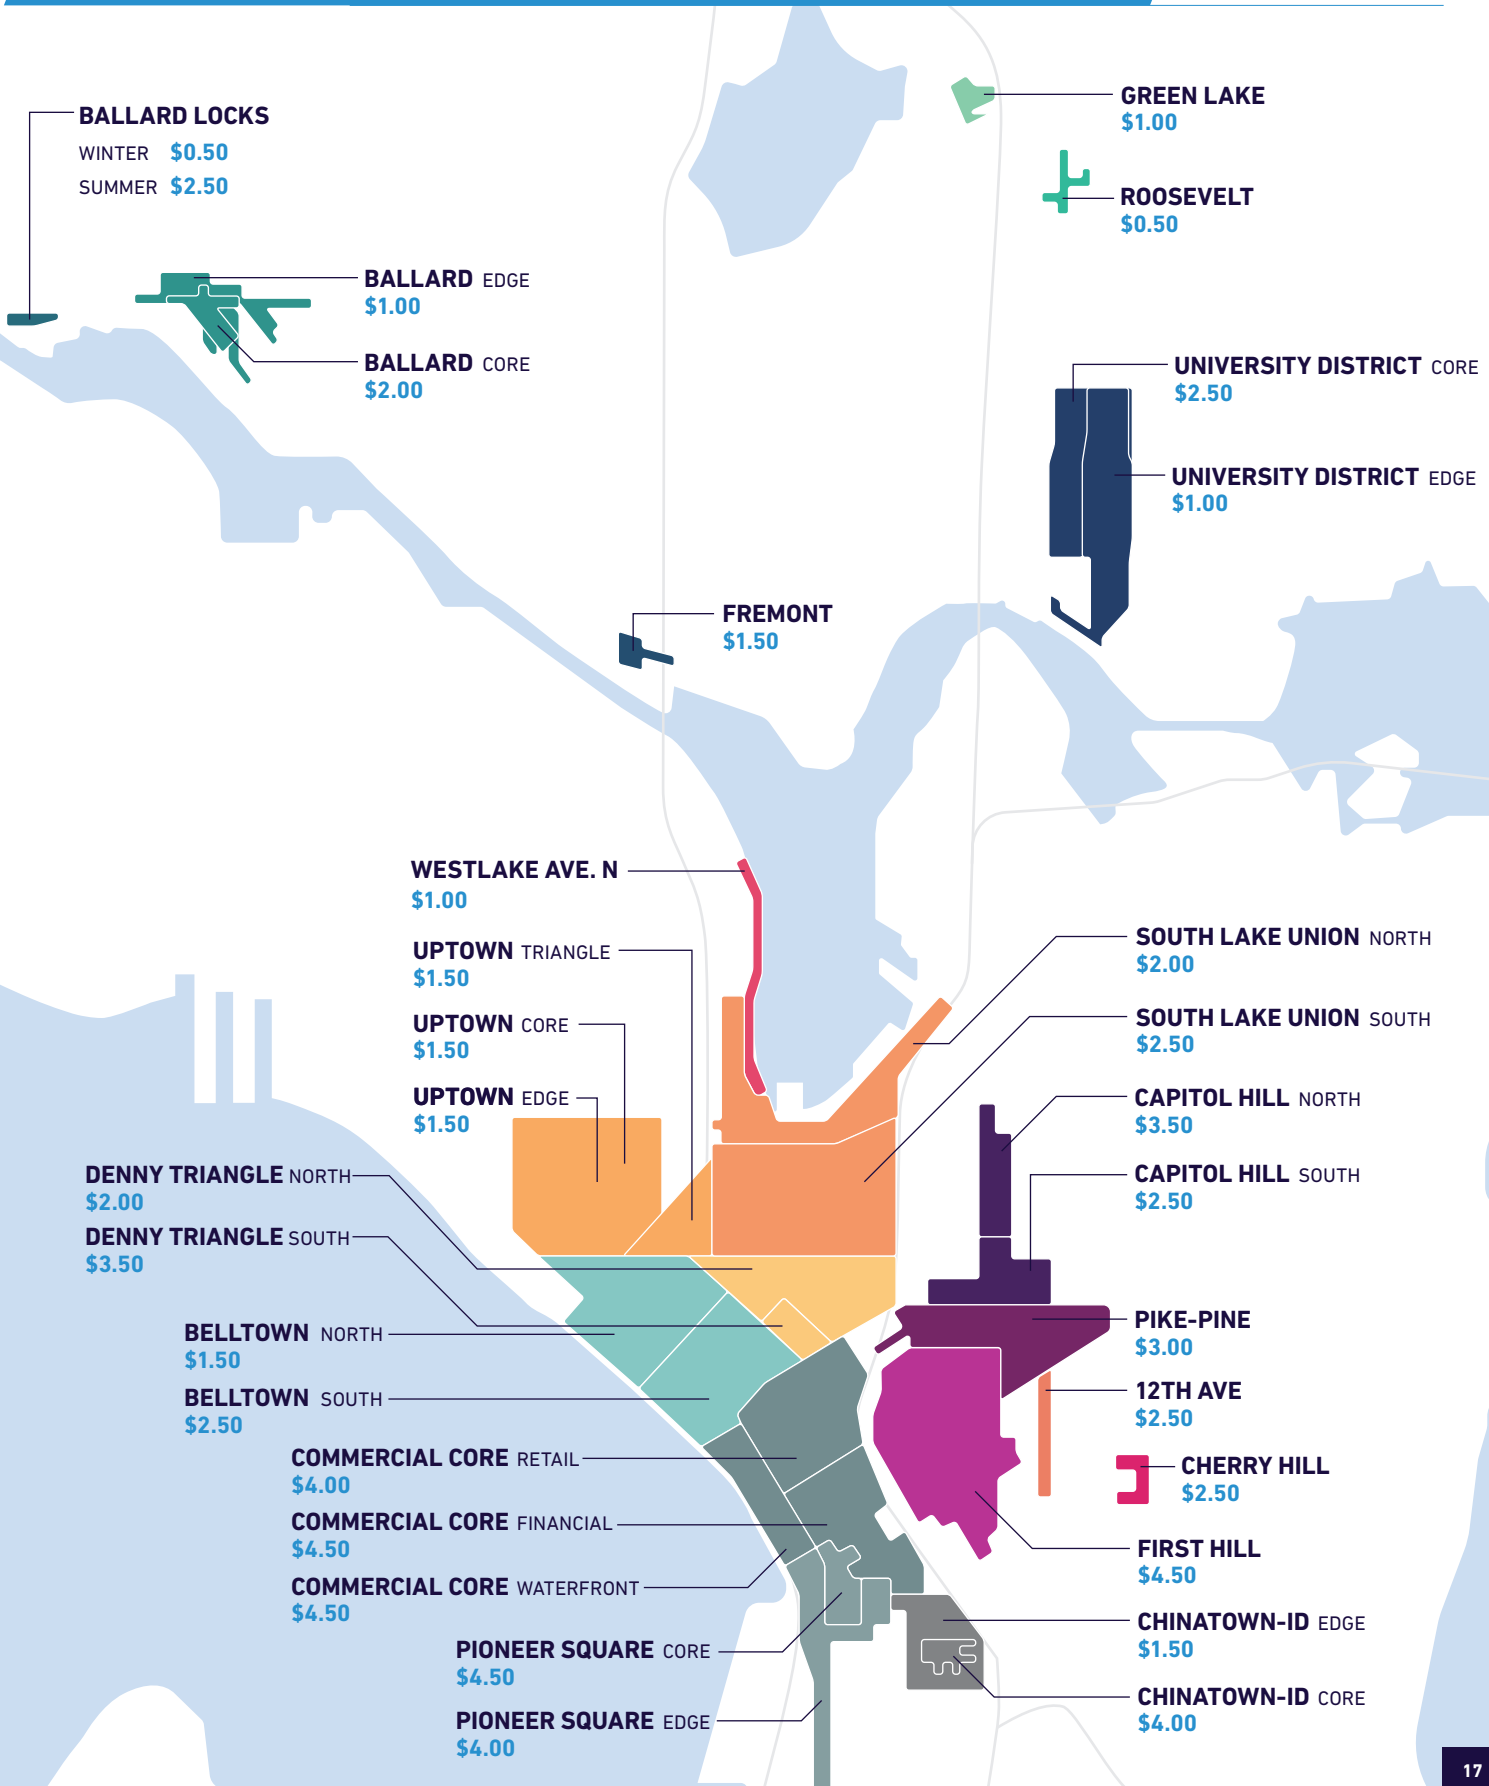 BALLARD LOCKS
WINTER $0.50
SUMMER $2.50
GREEN LAKE
$1.00
ROOSEVELT
$0.50
BALLARD EDGE
$1.00
BALLARD CORE
$2.00
UNIVERSITY DISTRICT CORE
$2.50
UNIVERSITY DISTRICT EDGE
$1.00
FREMONT
$1.50
WESTLAKE AVE. N
$1.00
UPTOWN TRIANGLE
$1.50
UPTOWN CORE
$1.50
UPTOWN EDGE
$1.50
DENNY TRIANGLE NORTH
$2.00
DENNY TRIANGLE SOUTH
$3.50
BELLTOWN NORTH
$1.50
BELLTOWN SOUTH
$2.50
COMMERCIAL CORE RETAIL
$4.00
COMMERCIAL CORE FINANCIAL
$4.50
COMMERCIAL CORE WATERFRONT
$4.50
PIONEER SQUARE CORE
$4.50
PIONEER SQUARE EDGE
$4.00
SOUTH LAKE UNION NORTH
$2.00
SOUTH LAKE UNION SOUTH
$2.50
CAPITOL HILL NORTH
$3.50
CAPITOL HILL SOUTH
$2.50
PIKE-PINE
$3.00
12TH AVE
$2.50
CHERRY HILL
$2.50
FIRST HILL
$4.50
CHINATOWN-ID EDGE
$1.50
CHINATOWN-ID CORE
$4.00
17